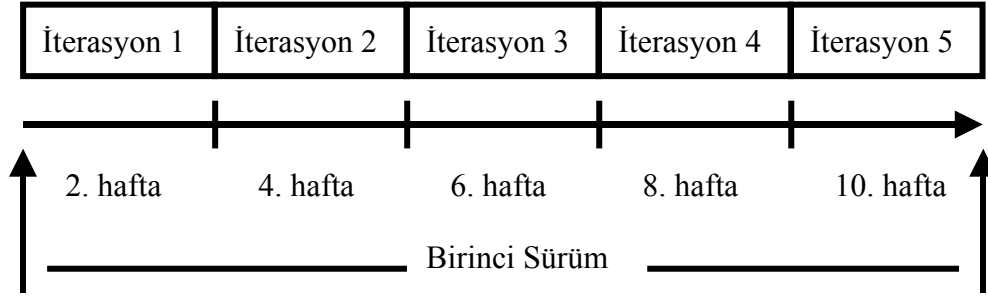 İterasyon 1 İterasyon 2 İterasyon 3 İterasyon 4 İterasyon 5
2. hafta 4. hafta 6. hafta 8. hafta 10. hafta
Birinci Sürüm